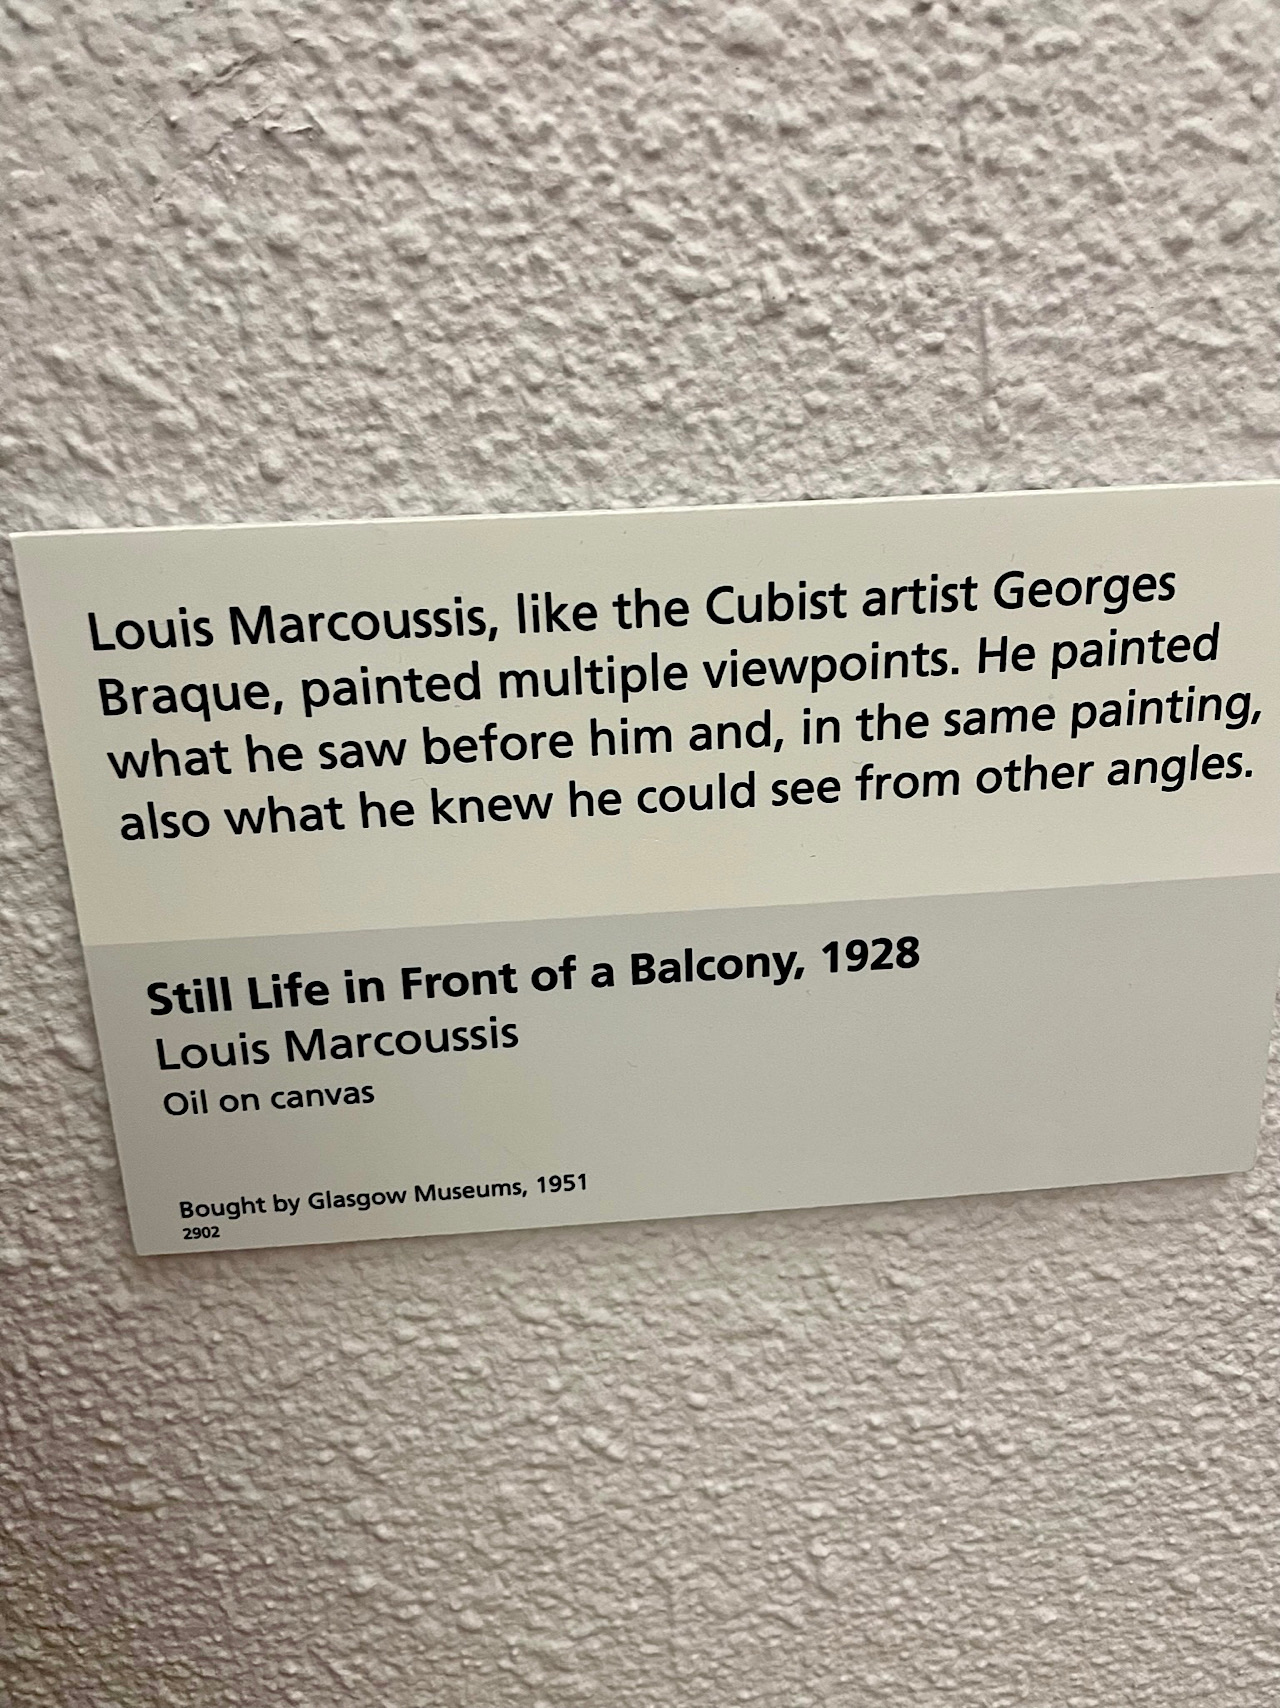 Louis Marcoussis, like the Cubist artist Georges
Braque, painted multiple viewpoints. He painted
what he saw before him and, in the same painting,
also what he knew he could see from other angles.
Still Life in Front of a Balcony, 1928
Louis Marcoussis
Oil on canvas
Bought by Glasgow Museums, 1951
2902